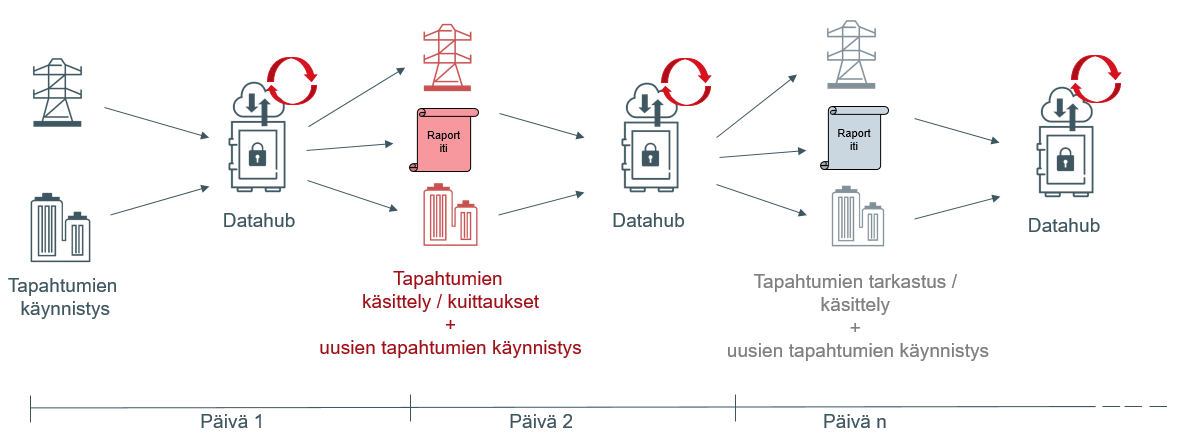 Raport
iti
Raport
iti
Datahub
Datahub
Datahub
Tapahtumien
käynnistys
Tapahtumien
käsittely / kuittaukset
+
uusien tapahtumien käynnistys
Tapahtumien tarkastus /
käsittely
+
uusien tapahtumien käynnistys
Päivä 1
Päivä 2
Päivä n